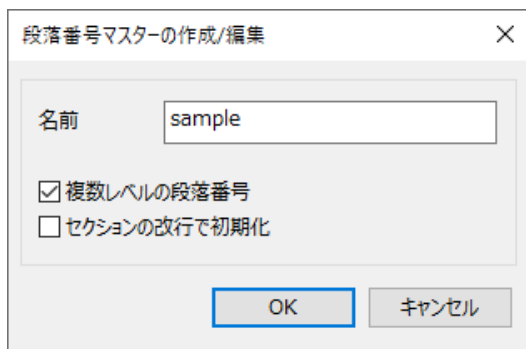 段落番号マスターの作成/編集
名前
sample
複数レベルの段落番号
セクションの改行で初期化
OK
キャンセル